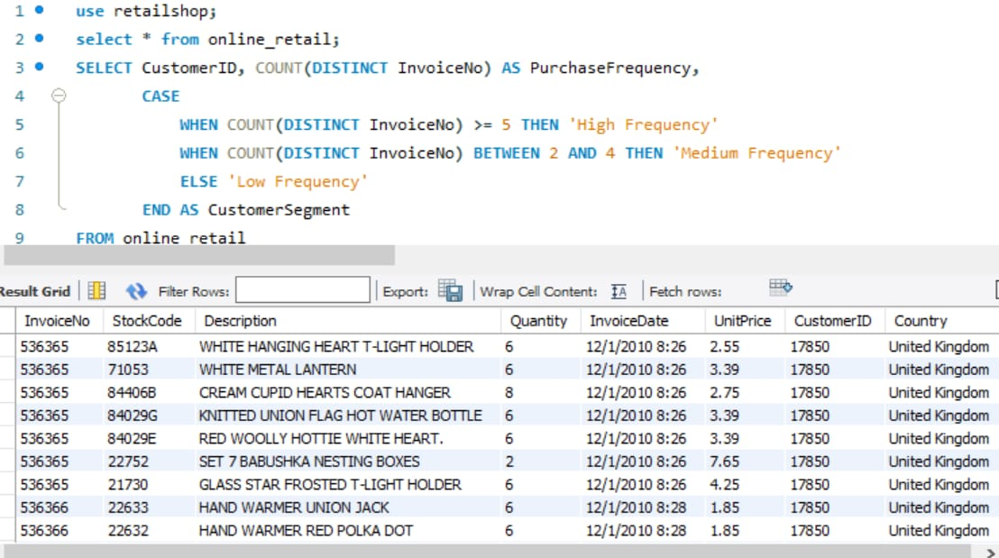 1 use retailshop;
2 select * from online_retail;
3 SELECT CustomerID, COUNT(DISTINCT InvoiceNo) AS PurchaseFrequency,
4 CASE
5 WHEN COUNT(DISTINCT InvoiceNo) >= 5 THEN 'High Frequency'
6 WHEN COUNT(DISTINCT InvoiceNo) BETWEEN 2 AND 4 THEN 'Medium Frequency'
7 ELSE 'Low Frequency'
8 END AS CustomerSegment
9 FROM online_retail
Result Grid Filter Rows: Export: Wrap Cell Content: IA Fetch rows:
InvoiceNo StockCode Description Quantity InvoiceDate UnitPrice CustomerID Country
536365 85123A WHITE HANGING HEART T-LIGHT HOLDER 6 12/1/2010 8:26 2.55 17850 United Kingdom
536365 71053 WHITE METAL LANTERN 6 12/1/2010 8:26 3.39 17850 United Kingdom
536365 84406B CREAM CUPID HEARTS COAT HANGER 8 12/1/2010 8:26 2.75 17850 United Kingdom
536365 84029G KNITTED UNION FLAG HOT WATER BOTTLE 6 12/1/2010 8:26 3.39 17850 United Kingdom
536365 84029E RED WOOLLY HOTTIE WHITE HEART. 6 12/1/2010 8:26 3.39 17850 United Kingdom
536365 22752 SET 7 BABUSHKA NESTING BOXES 2 12/1/2010 8:26 7.65 17850 United Kingdom
536365 21730 GLASS STAR FROSTED T-LIGHT HOLDER 6 12/1/2010 8:26 4.25 17850 United Kingdom
536366 22633 HAND WARMER UNION JACK 6 12/1/2010 8:28 1.85 17850 United Kingdom
536366 22632 HAND WARMER RED POLKA DOT 6 12/1/2010 8:28 1.85 17850 United Kingdom